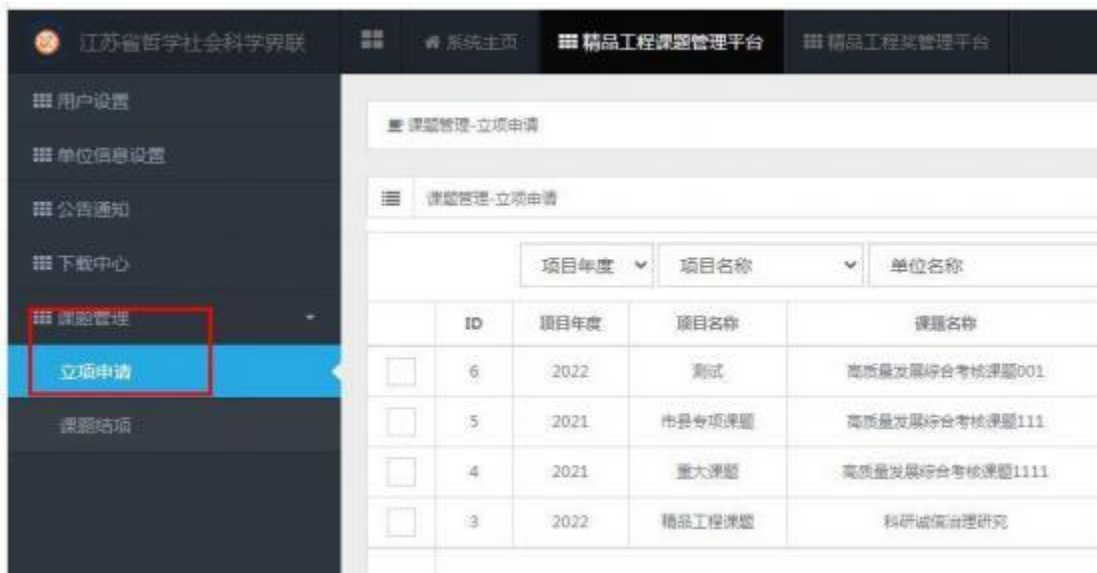 江苏省哲学社会科学界联
系统主页
精品工程课题管理平台
精品工程奖管理平台
用户设置
单位信息设置
公告通知
下载中心
课题管理
立项申请
课题结项
课题管理-立项申请
课题管理-立项申请
项目年度 项目名称 单位名称
ID 项目年度 项目名称 课题名称
6 2022 测试 高质量发展综合考核课题001
5 2021 市县专项课题 高质量发展综合考核课题111
4 2021 重大课题 高质量发展综合考核课题1111
3 2022 精品工程课题 科研诚信治理研究